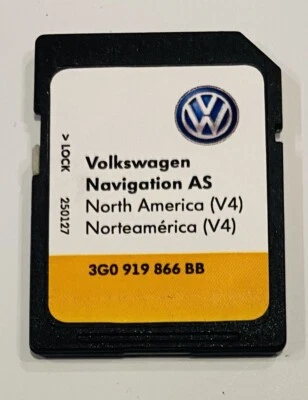 > LOCK
250127
Volkswagen
Navigation AS
North America (V4)
Norteamérica (V4)
3G0 919 866 BB